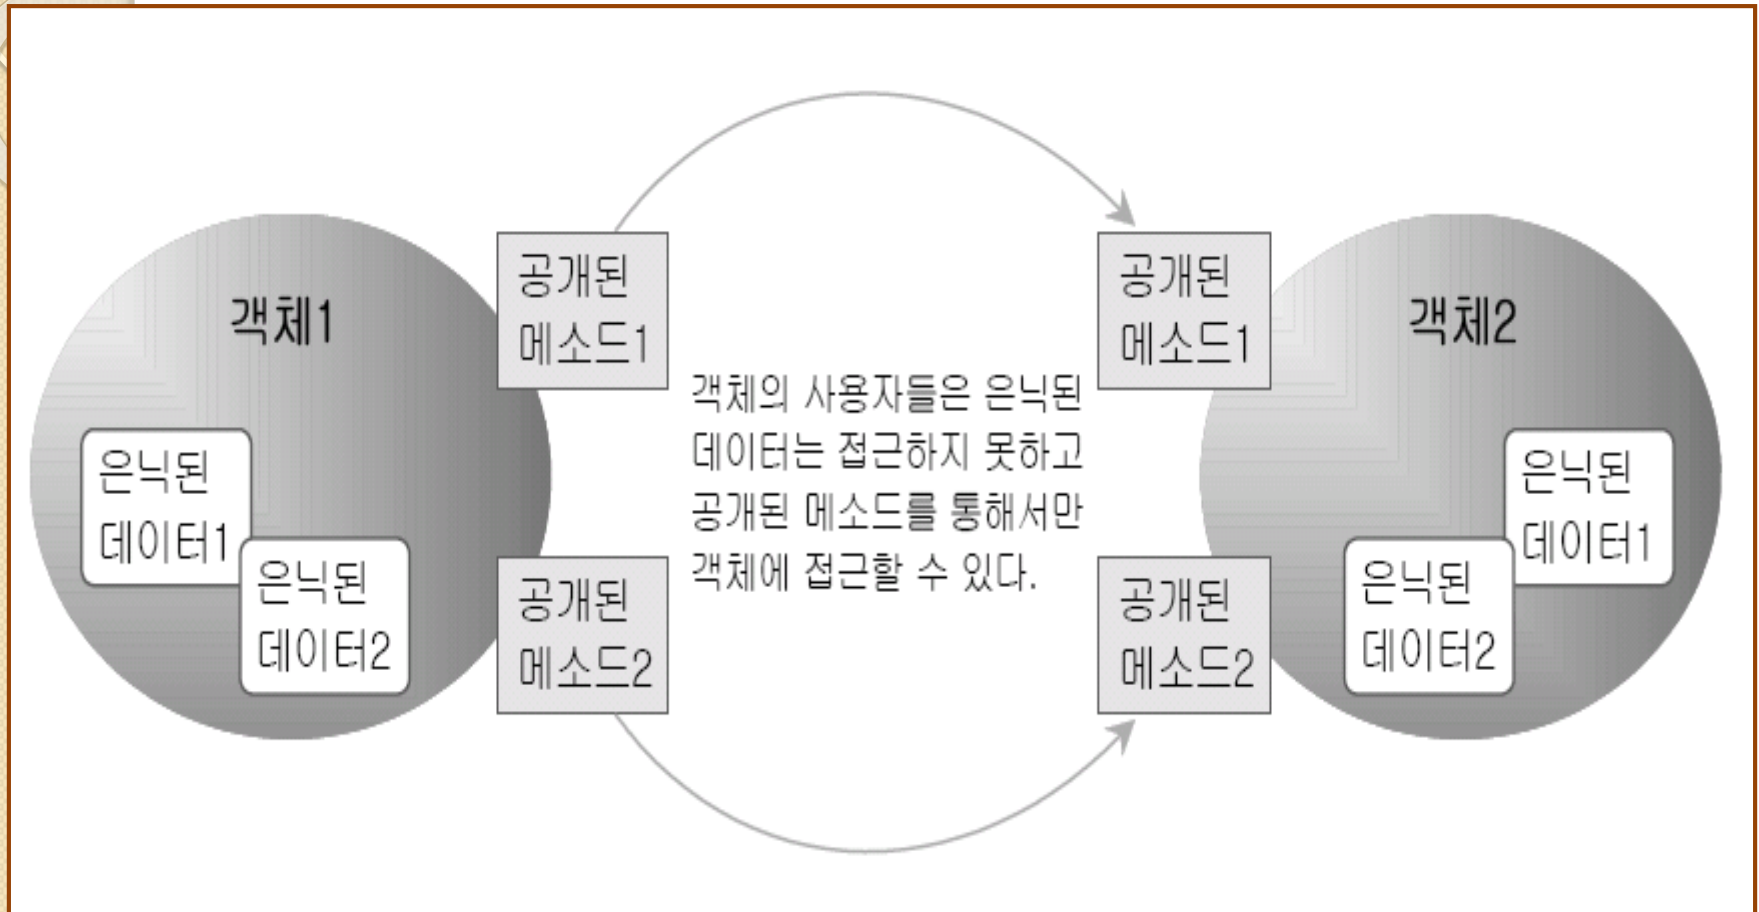 객체1
공개된
메소드1
은닉된
데이터1
은닉된
데이터2
공개된
메소드2
객체의 사용자들은 은닉된
데이터는 접근하지 못하고
공개된 메소드를 통해서만
객체에 접근할 수 있다.
공개된
메소드1
객체2
은닉된
데이터1
은닉된
데이터2
공개된
메소드2